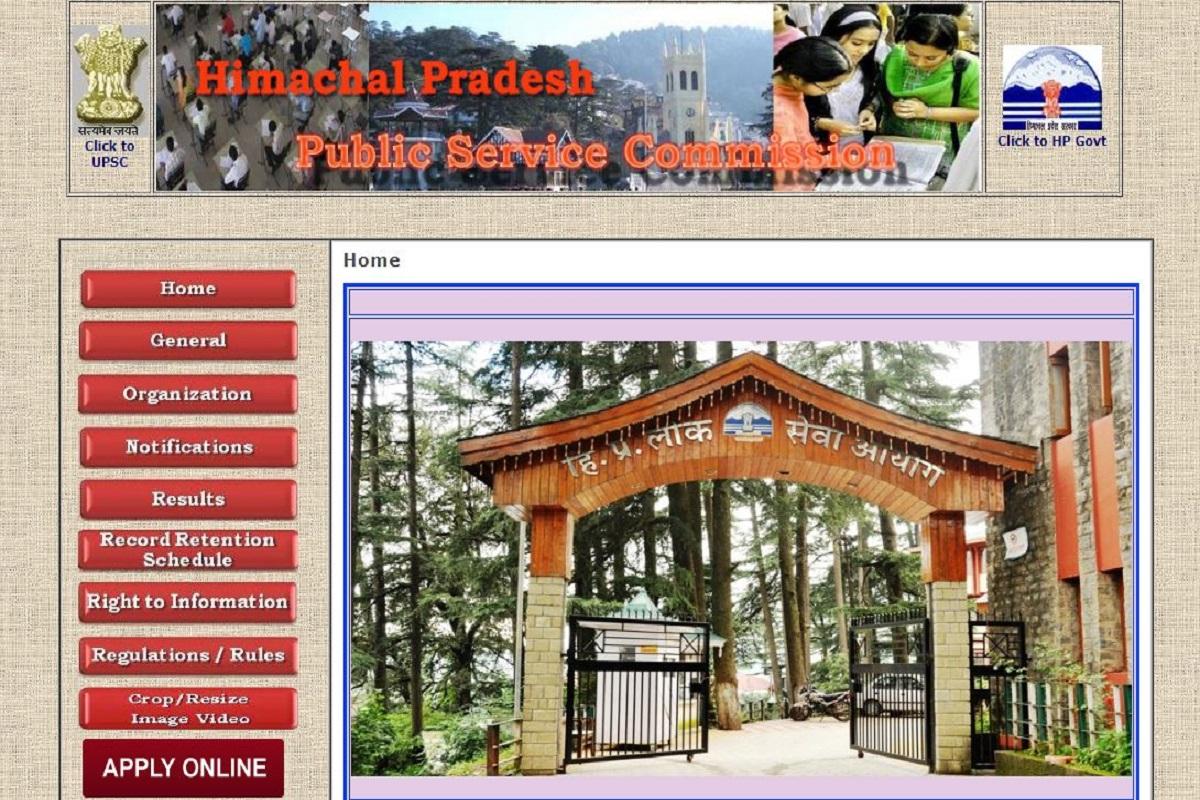 Himachal Pradesh
Public Service Commission
सत्यमेव जयते
Click to
UPSC
हिमाचल प्रदेश सरकार
Click to HP Govt
Home
General
Organization
Notifications
Results
Record Retention
Schedule
Right to Information
Regulations / Rules
Crop/Resize
Image Video
APPLY ONLINE
Home
हि. प्र. लोक सेवा आयोग